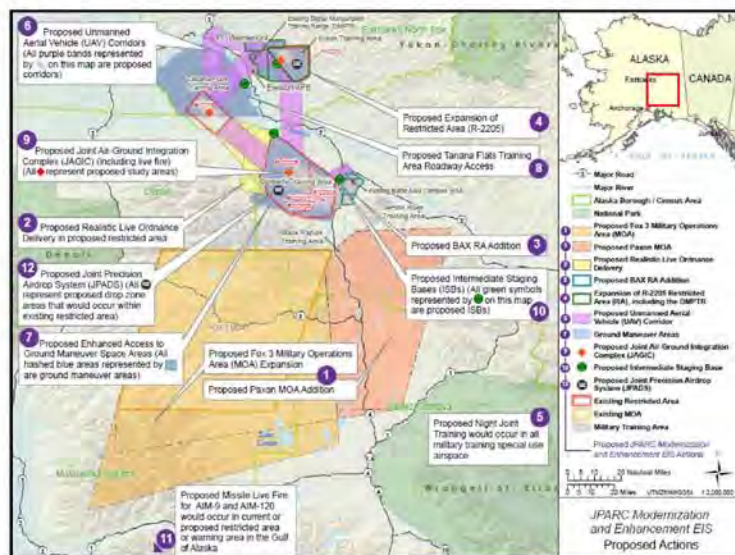 6
Proposed Unmanned
Aerial Vehicle (UAV) Corridors
(All purple bands represented
by on this map are proposed
corridors)
Proposed Expansion of
Restricted Area (R-2205)
4
9
Proposed Joint Air-Ground Integration
Complex (JAGIC) (including live fire)
(All represent proposed study areas)
Proposed Tanana Flats Training
Area Roadway Access
8
2
Proposed Realistic Live Ordnance
Delivery in proposed restricted area
Proposed BAX RA Addition
3
12
Proposed Joint Precision
Airdrop System (JPADS) (All
represent proposed drop zone
areas that would occur within
existing restricted area)
Proposed Intermediate Staging
Bases (ISBs) (All green symbols
represented by on this map
are proposed ISBs)
10
7
Proposed Enhanced Access to
Ground Maneuver Space Areas (All
hashed blue areas represented by
are ground maneuver areas)
Proposed Fox 3 Military Operations
Area (MOA) Expansion
1
Proposed Paxon MOA Addition
Proposed Night Joint
Training would occur in all
military training special use
airspace
5
Proposed Missile Live Fire
for AIM-9 and AIM-120
would occur in current or
proposed restricted area
or warning area in the Gulf
of Alaska
11
ALASKA
CANADA
Fairbanks
Anchorage
Major Road
Major River
Alaska Borough / Census Area
National Park
Proposed Fox 3 Military Operations
Area (MOA)
Proposed Paxon MOA
Proposed Realistic Live Ordnance
Delivery
Proposed BAX RA Addition
Expansion of R-2205 Restricted
Area (RA), including the DMPTR
Proposed Unmanned Aerial
Vehicle (UAV) Corridor
Ground Maneuver Areas
Proposed Joint Air-Ground Integration
Complex (JAGIC)
Proposed Intermediate Staging Base
Proposed Joint Precision Airdrop
System (JPADS)
Existing Restricted Area
Existing MOA
Military Training Area
Proposed JPARC Modernization
and Enhancement EIS Actions
20 Nautical Miles
20 Miles
JPARC Modernization
and Enhancement EIS
Proposed Actions